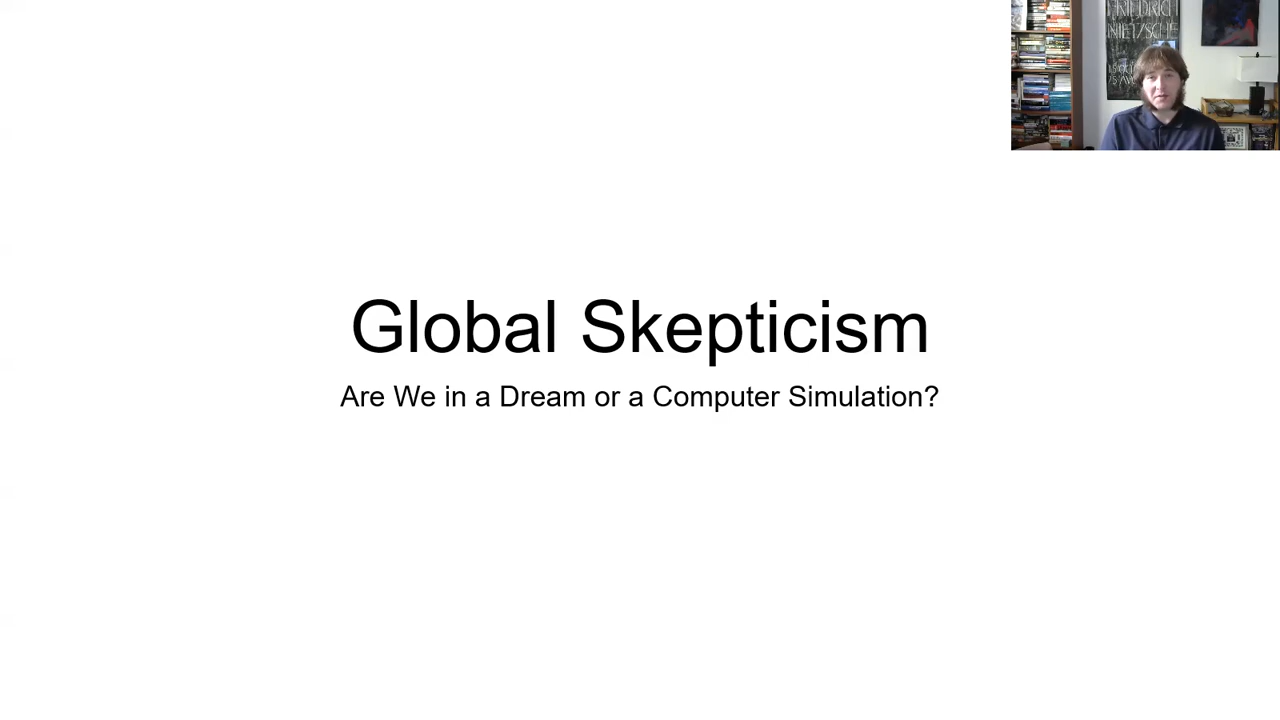 FRIEDRICH
NIETZSCHE
Global Skepticism
Are We in a Dream or a Computer Simulation?